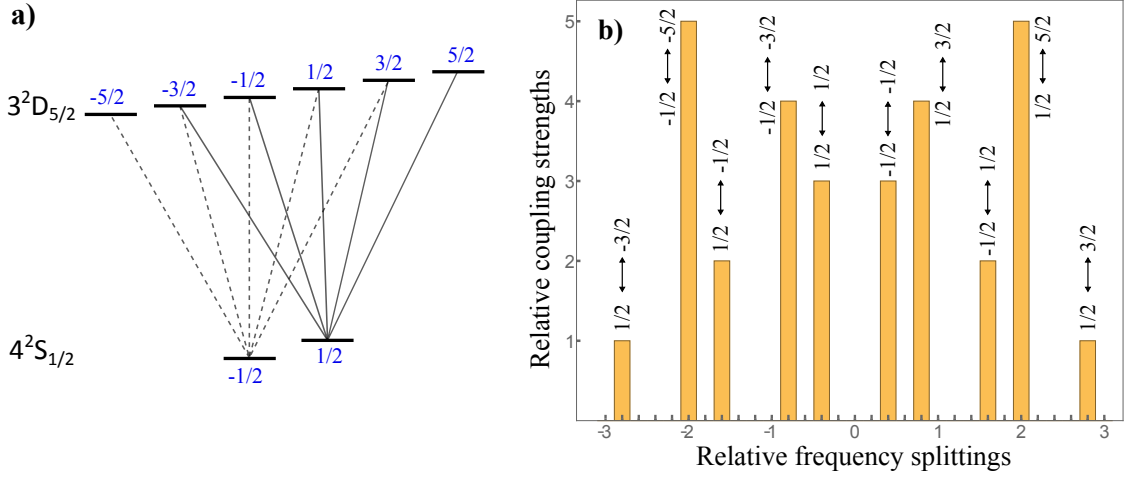 a)
5/2
3/2
1/2
-1/2
-3/2
-5/2
3²D₅/₂
4²S₁/₂
1/2
-1/2
b)
Relative coupling strengths
5
4
3
2
1
1/2 ↔ -3/2
-1/2 ↔ -5/2
1/2 ↔ -1/2
-1/2 ↔ -3/2
1/2 ↔ 1/2
-1/2 ↔ -1/2
1/2 ↔ 3/2
-1/2 ↔ 1/2
1/2 ↔ 5/2
1/2 ↔ 3/2
-3 -2 -1 0 1 2 3
Relative frequency splittings